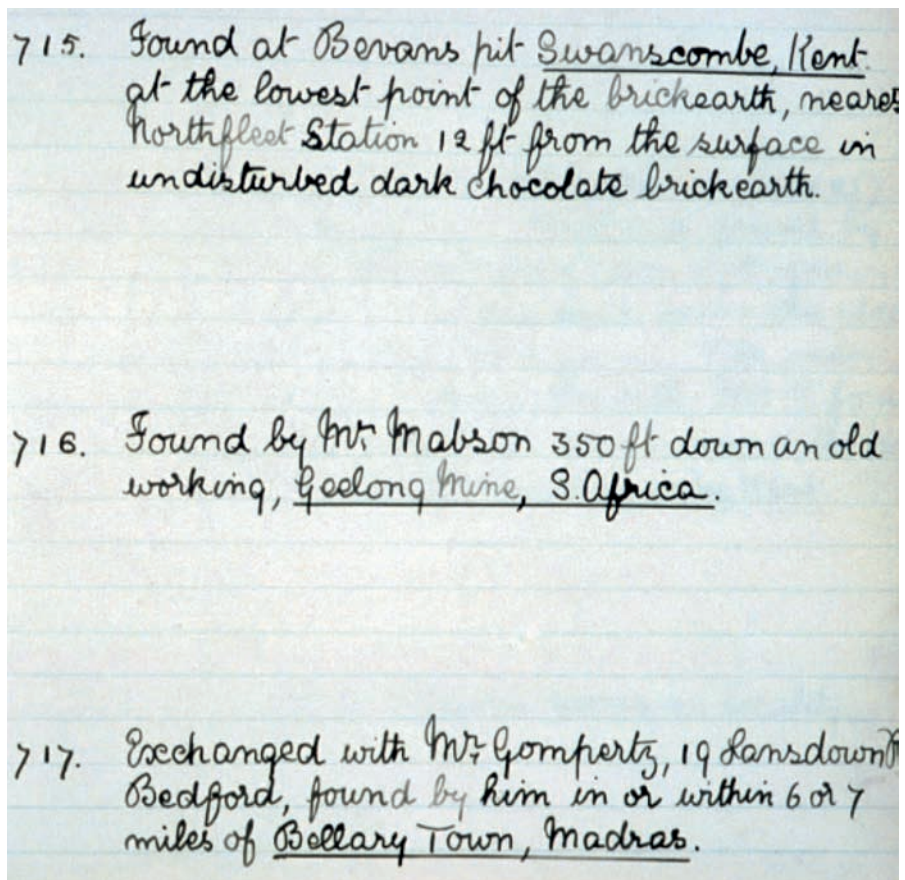 715. Found at Bevans pit Swanscombe, Kent.
at the lowest point of the brickearth, neares
Northfleet Station 12 ft from the surface in
undisturbed dark chocolate brickearth.
716. Found by Mr Mabson 350 ft down an old
working, Geelong Mine, S. Africa.
717. Exchanged with Mr Gompertz, 19 Lansdown
Bedford, found by him in or within 6 or 7
miles of Bellary Town, Madras.